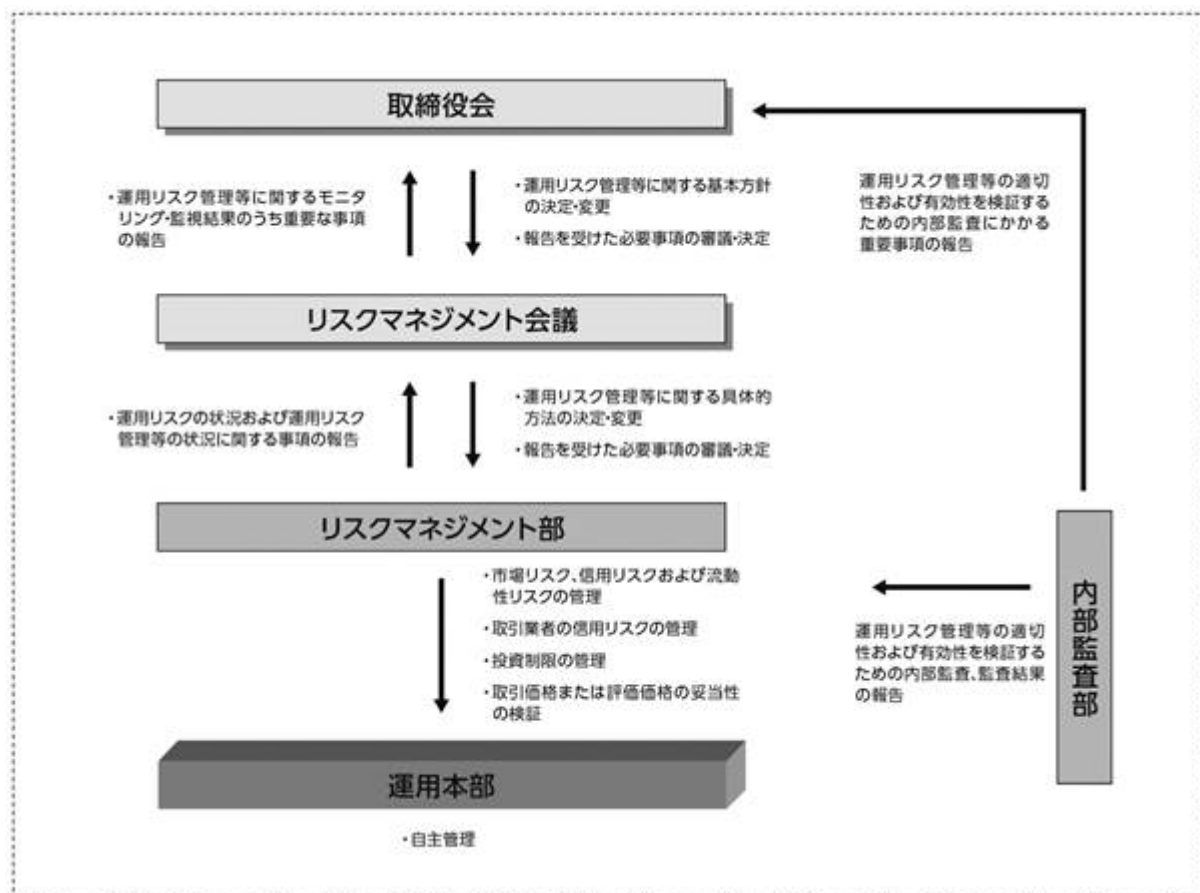 取締役会
・運用リスク管理等に関するモニタ
リング・監視結果のうち重要な事項
の報告
・運用リスク管理等に関する基本方針
の決定・変更
・報告を受けた必要事項の審議・決定
運用リスク管理等の適切
性および有効性を検証する
ための内部監査にかかる
重要事項の報告
リスクマネジメント会議
・運用リスクの状況および運用リスク
管理等の状況に関する事項の報告
・運用リスク管理等に関する具体的
方法の決定・変更
・報告を受けた必要事項の審議・決定
リスクマネジメント部
・市場リスク、信用リスクおよび流動
性リスクの管理
・取引業者の信用リスクの管理
・投資制限の管理
・取引価格または評価価格の妥当性
の検証
運用リスク管理等の適切
性および有効性を検証する
ための内部監査、監査結果
の報告
内部監査部
運用本部
・自主管理